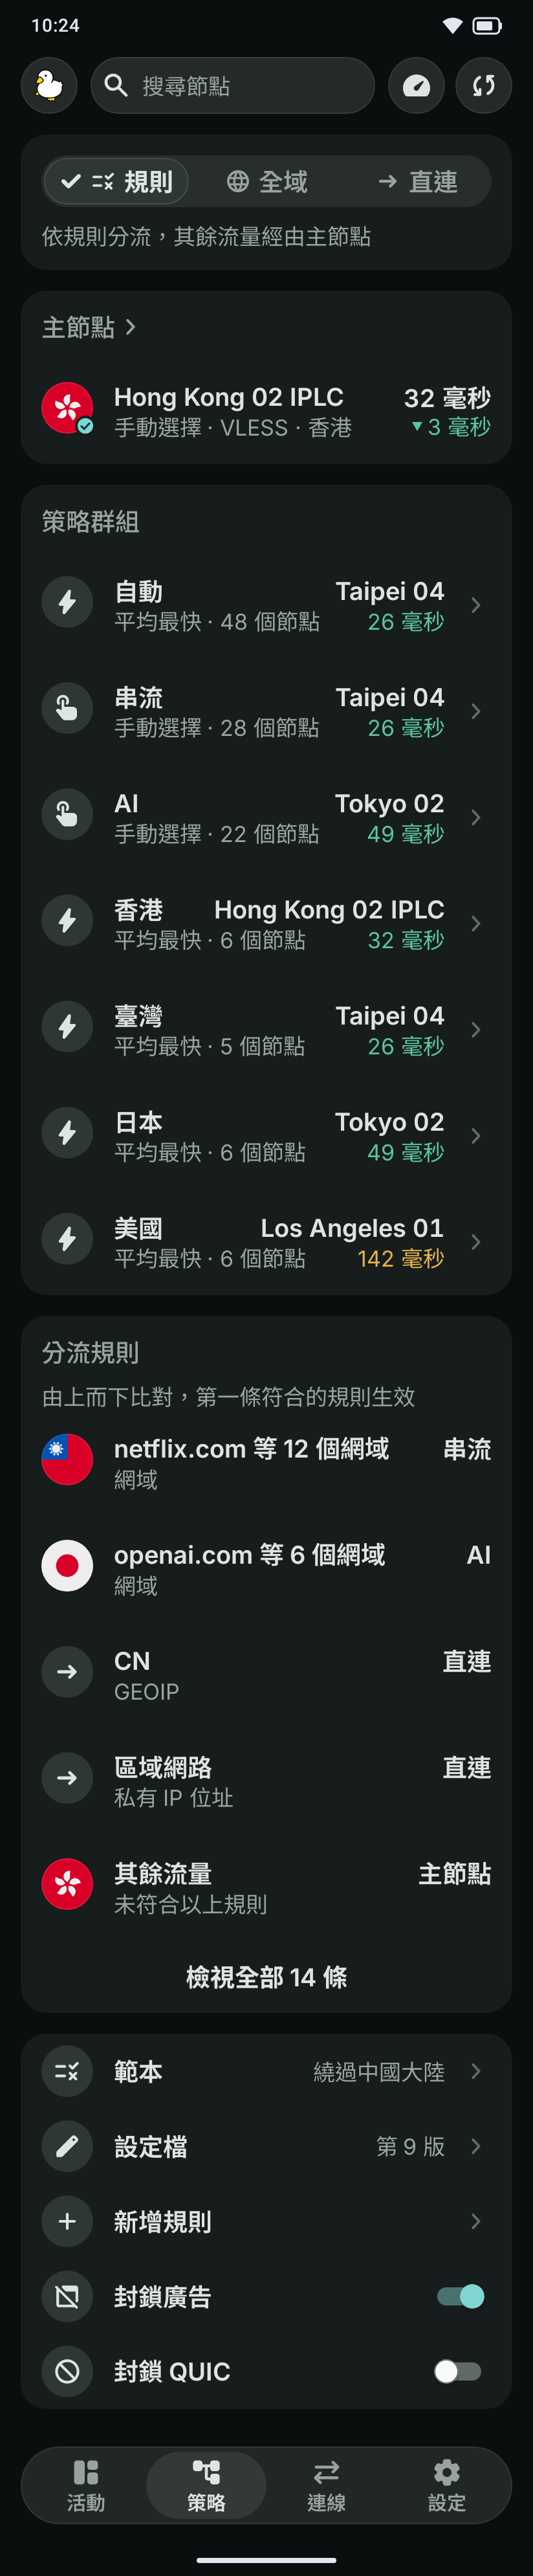 10:24
搜尋節點
規則
全域
直連
依規則分流，其餘流量經由主節點
主節點
Hong Kong 02 IPLC
32 毫秒
手動選擇 · VLESS · 香港
▼3 毫秒
策略群組
自動
Taipei 04
平均最快 · 48 個節點
26 毫秒
串流
Taipei 04
手動選擇 · 28 個節點
26 毫秒
AI
Tokyo 02
手動選擇 · 22 個節點
49 毫秒
香港
Hong Kong 02 IPLC
平均最快 · 6 個節點
32 毫秒
臺灣
Taipei 04
平均最快 · 5 個節點
26 毫秒
日本
Tokyo 02
平均最快 · 6 個節點
49 毫秒
美國
Los Angeles 01
平均最快 · 6 個節點
142 毫秒
分流規則
由上而下比對，第一條符合的規則生效
netflix.com 等 12 個網域
串流
網域
openai.com 等 6 個網域
AI
網域
CN
直連
GEOIP
區域網路
直連
私有 IP 位址
其餘流量
主節點
未符合以上規則
檢視全部 14 條
範本
繞過中國大陸
設定檔
第 9 版
新增規則
封鎖廣告
封鎖 QUIC
活動
策略
連線
設定